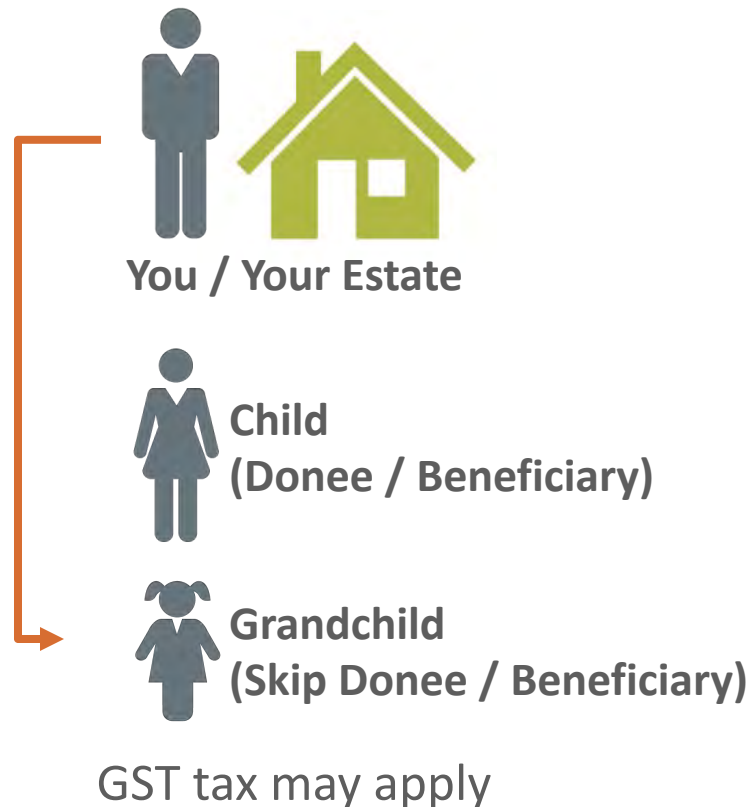 You / Your Estate
Child
(Donee / Beneficiary)
Grandchild
(Skip Donee / Beneficiary)
GST tax may apply